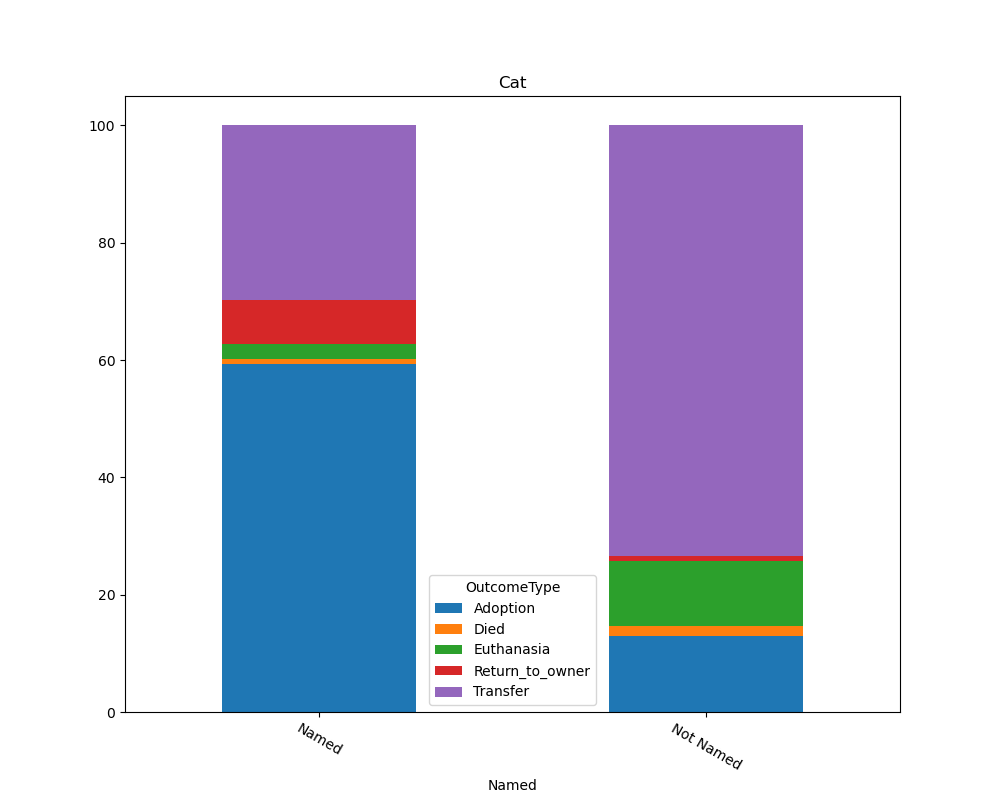 Cat
100
80
60
40
20
0
OutcomeType
Adoption
Died
Euthanasia
Return_to_owner
Transfer
Named
Not Named
Named